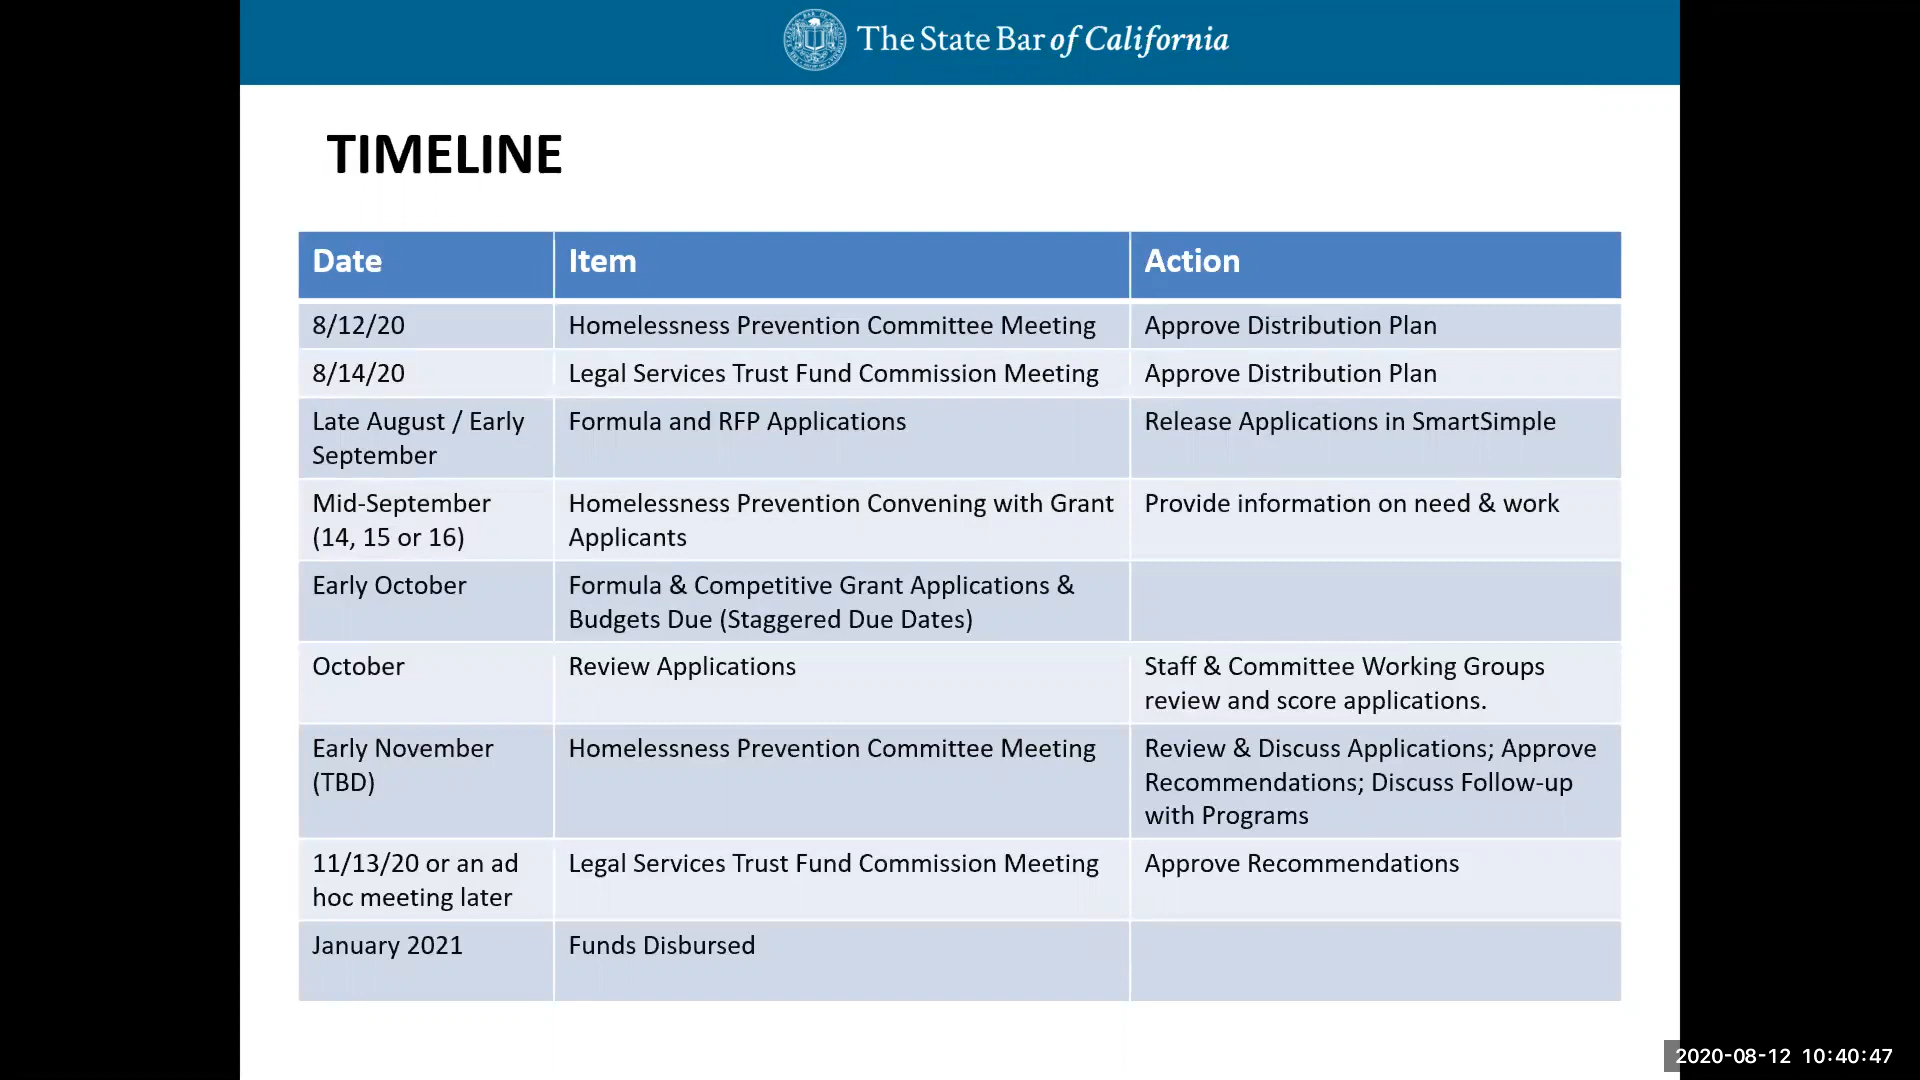 The State Bar of California
TIMELINE
Date Item Action
8/12/20 Homelessness Prevention Committee Meeting Approve Distribution Plan
8/14/20 Legal Services Trust Fund Commission Meeting Approve Distribution Plan
Late August / Early Formula and RFP Applications Release Applications in SmartSimple
September
Mid-September Homelessness Prevention Convening with Grant Provide information on need & work
(14, 15 or 16) Applicants
Early October Formula & Competitive Grant Applications &
Budgets Due (Staggered Due Dates)
October Review Applications Staff & Committee Working Groups
review and score applications.
Early November Homelessness Prevention Committee Meeting Review & Discuss Applications; Approve
(TBD) Recommendations; Discuss Follow-up
with Programs
11/13/20 or an ad Legal Services Trust Fund Commission Meeting Approve Recommendations
hoc meeting later
January 2021 Funds Disbursed
2020-08-12 10:40:47